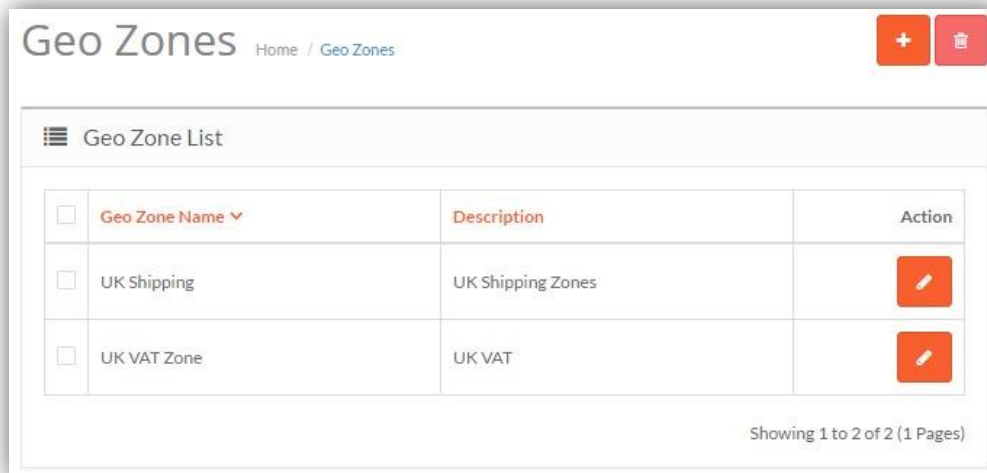 Geo Zones Home / Geo Zones
Geo Zone List
Geo Zone Name Description Action
UK Shipping UK Shipping Zones
UK VAT Zone UK VAT
Showing 1 to 2 of 2 (1 Pages)